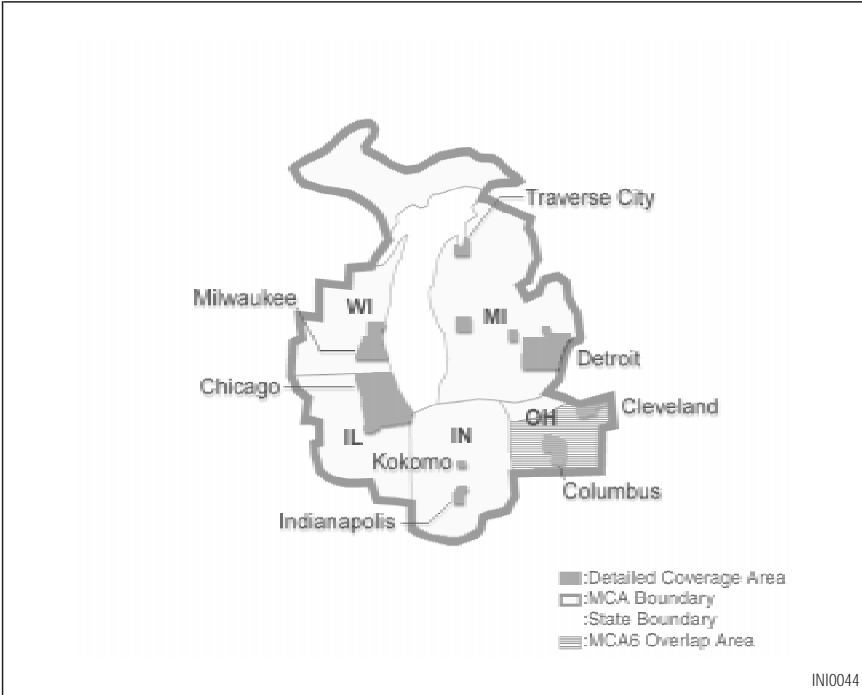 Traverse City
Milwaukee
WI
MI
Detroit
Chicago
Cleveland
OH
IL
IN
Kokomo
Columbus
Indianapolis
:Detailed Coverage Area
:MCA Boundary
:State Boundary
:MCA6 Overlap Area
INI0044